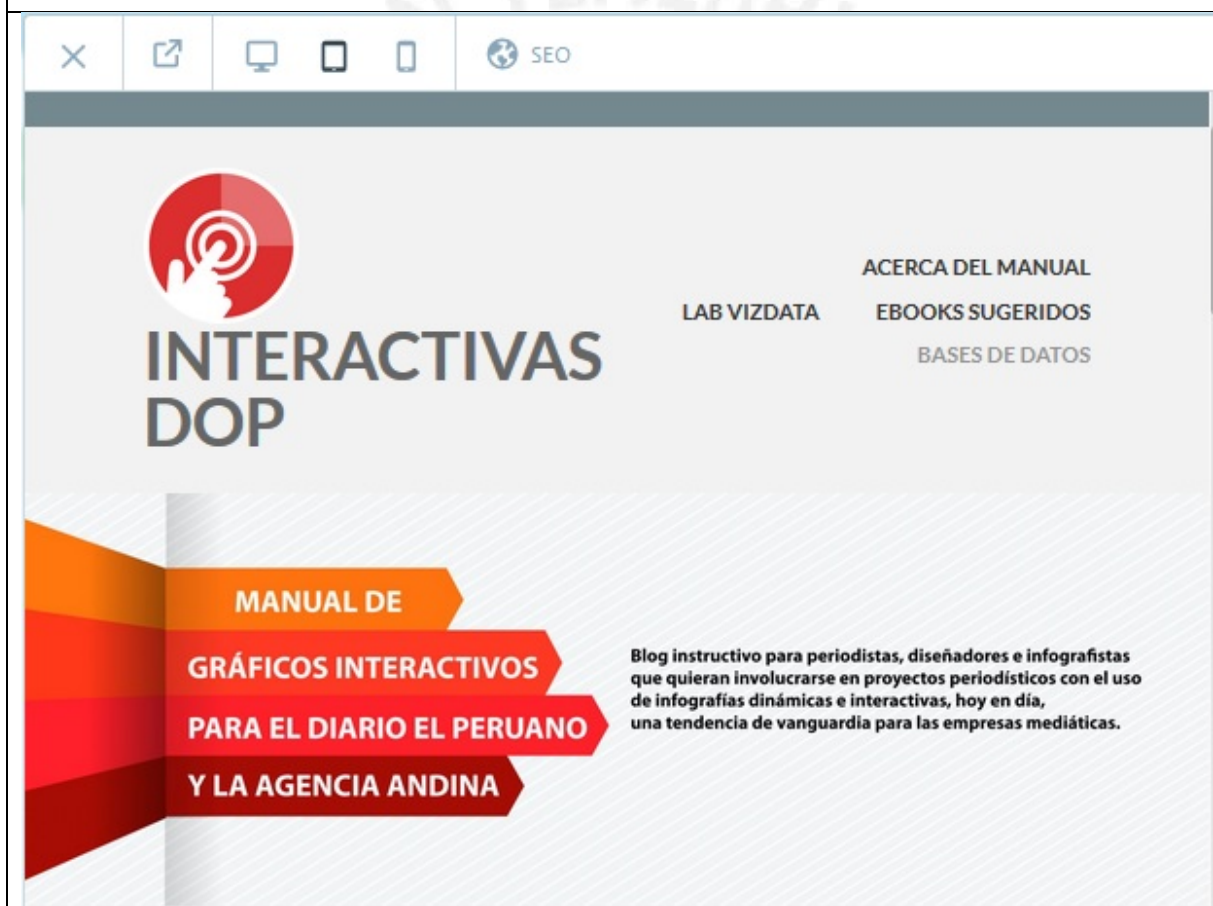 SEO
INTERACTIVAS
DOP
ACERCA DEL MANUAL
LAB VIZDATA EBOOKS SUGERIDOS
BASES DE DATOS
MANUAL DE
GRÁFICOS INTERACTIVOS
PARA EL DIARIO EL PERUANO
Y LA AGENCIA ANDINA
Blog instructivo para periodistas, diseñadores e infografistas
que quieran involucrarse en proyectos periodísticos con el uso
de infografías dinámicas e interactivas, hoy en día,
una tendencia de vanguardia para las empresas mediáticas.